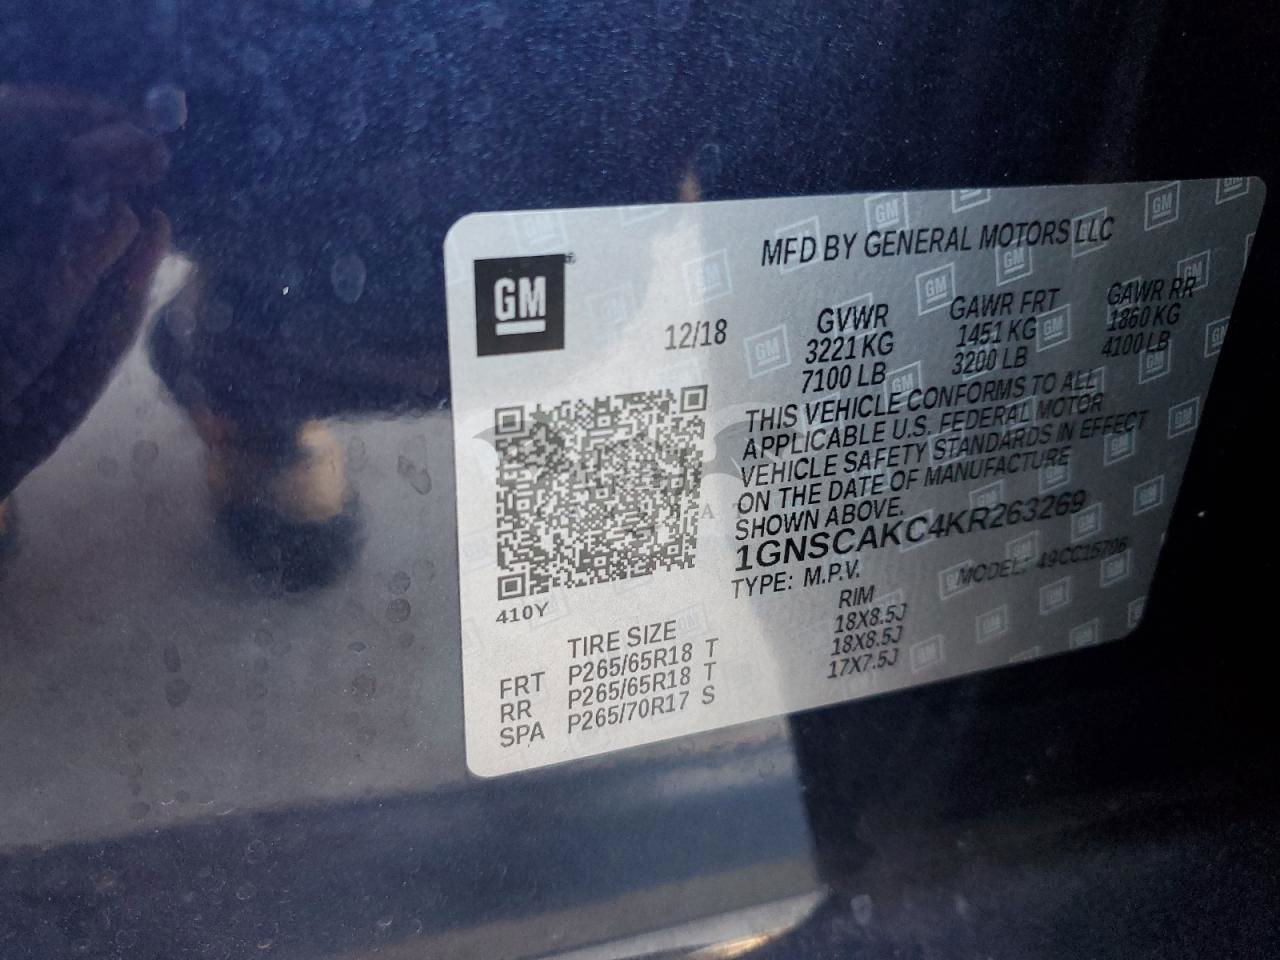 MFD BY GENERAL MOTORS LLC
GM
12/18
GVWR GAWR FRT GAWR RR
3221 KG 1451 KG 1860 KG
7100 LB 3200 LB 4100 LB
THIS VEHICLE CONFORMS TO ALL
APPLICABLE U.S. FEDERAL MOTOR
VEHICLE SAFETY STANDARDS IN EFFECT
ON THE DATE OF MANUFACTURE
SHOWN ABOVE.
1GNSCAKC4KR263269
TYPE: M.P.V. MODEL: 49CC15706
410Y
TIRE SIZE RIM
FRT P265/65R18 T 18X8.5J
RR P265/65R18 T 18X8.5J
SPA P265/70R17 S 17X7.5J